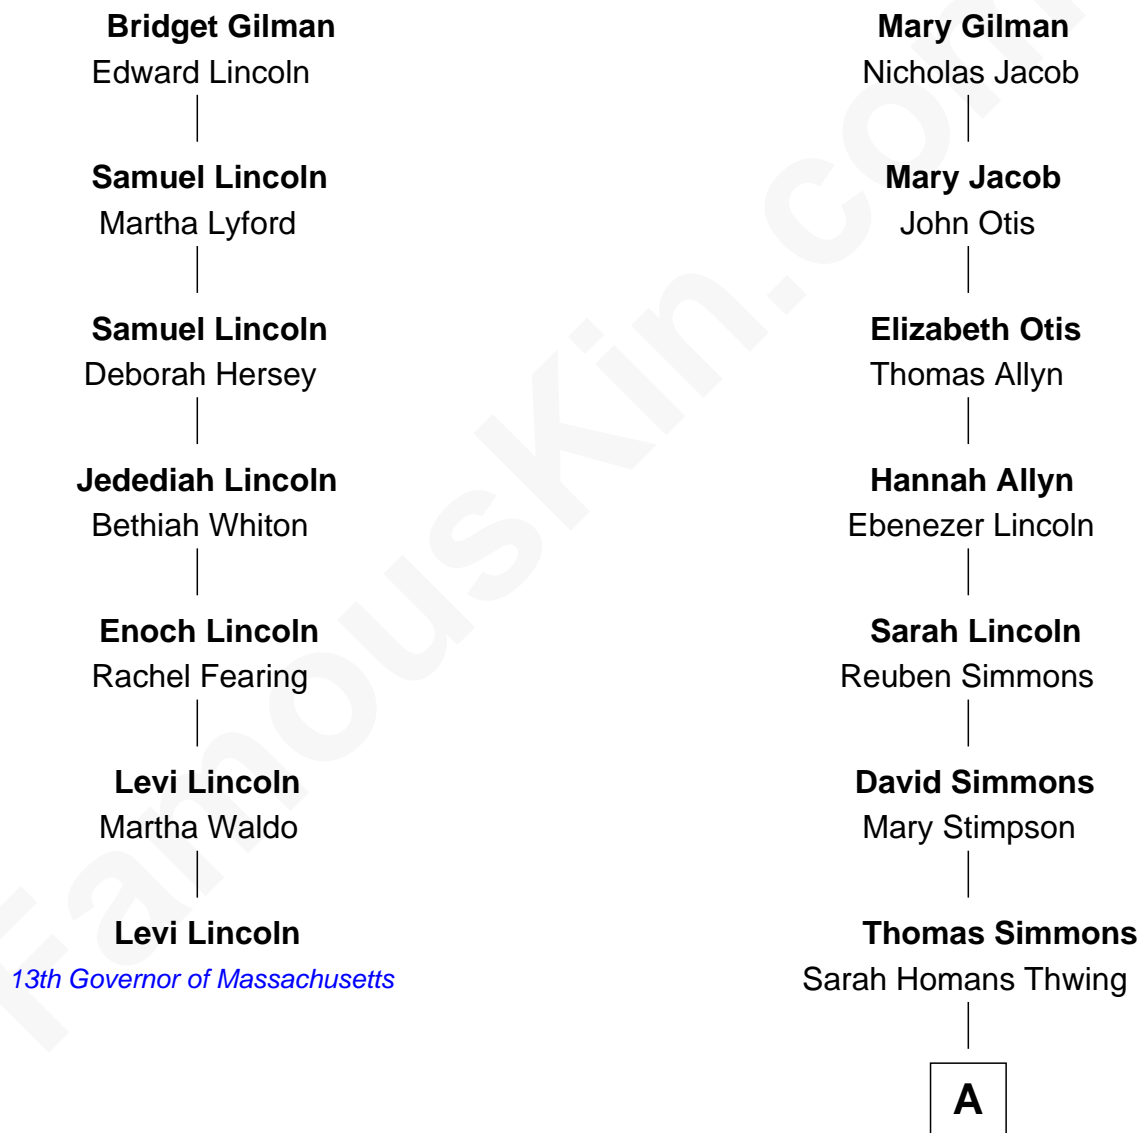 Bridget Gilman
Edward Lincoln
Samuel Lincoln
Martha Lyford
Samuel Lincoln
Deborah Hersey
Jedediah Lincoln
Bethiah Whiton
Enoch Lincoln
Rachel Fearing
Levi Lincoln
Martha Waldo
Levi Lincoln
13th Governor of Massachusetts
Mary Gilman
Nicholas Jacob
Mary Jacob
John Otis
Elizabeth Otis
Thomas Allyn
Hannah Allyn
Ebenezer Lincoln
Sarah Lincoln
Reuben Simmons
David Simmons
Mary Stimpson
Thomas Simmons
Sarah Homans Thwing
A
FamousKin.com